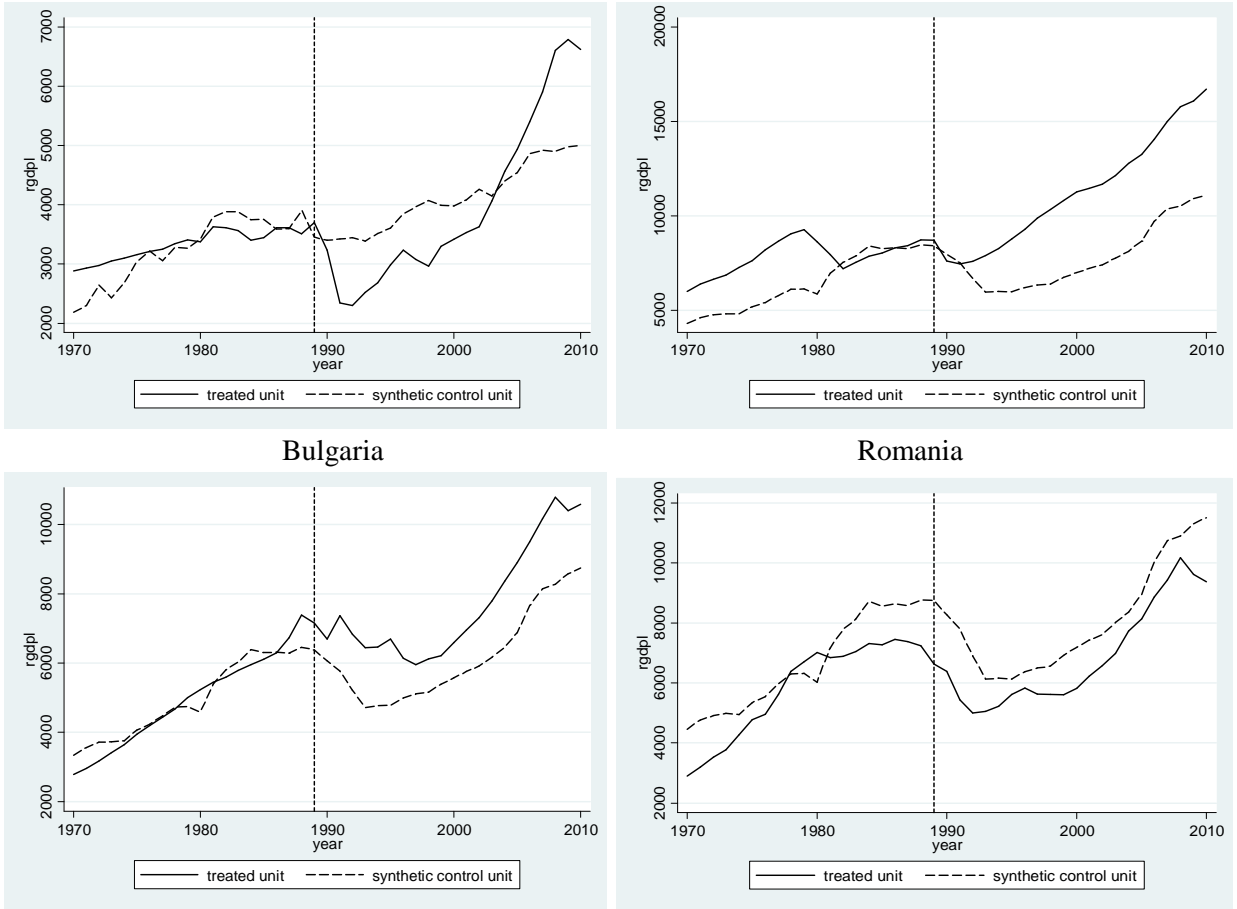 rgdpl
7000
6000
5000
4000
3000
2000
1970 1980 1990 2000 2010
year
treated unit synthetic control unit
rgdpl
20000
15000
10000
5000
1970 1980 1990 2000 2010
year
treated unit synthetic control unit
Bulgaria Romania
rgdpl
10000
8000
6000
4000
2000
1970 1980 1990 2000 2010
year
treated unit synthetic control unit
rgdpl
12000
10000
8000
6000
4000
2000
1970 1980 1990 2000 2010
year
treated unit synthetic control unit